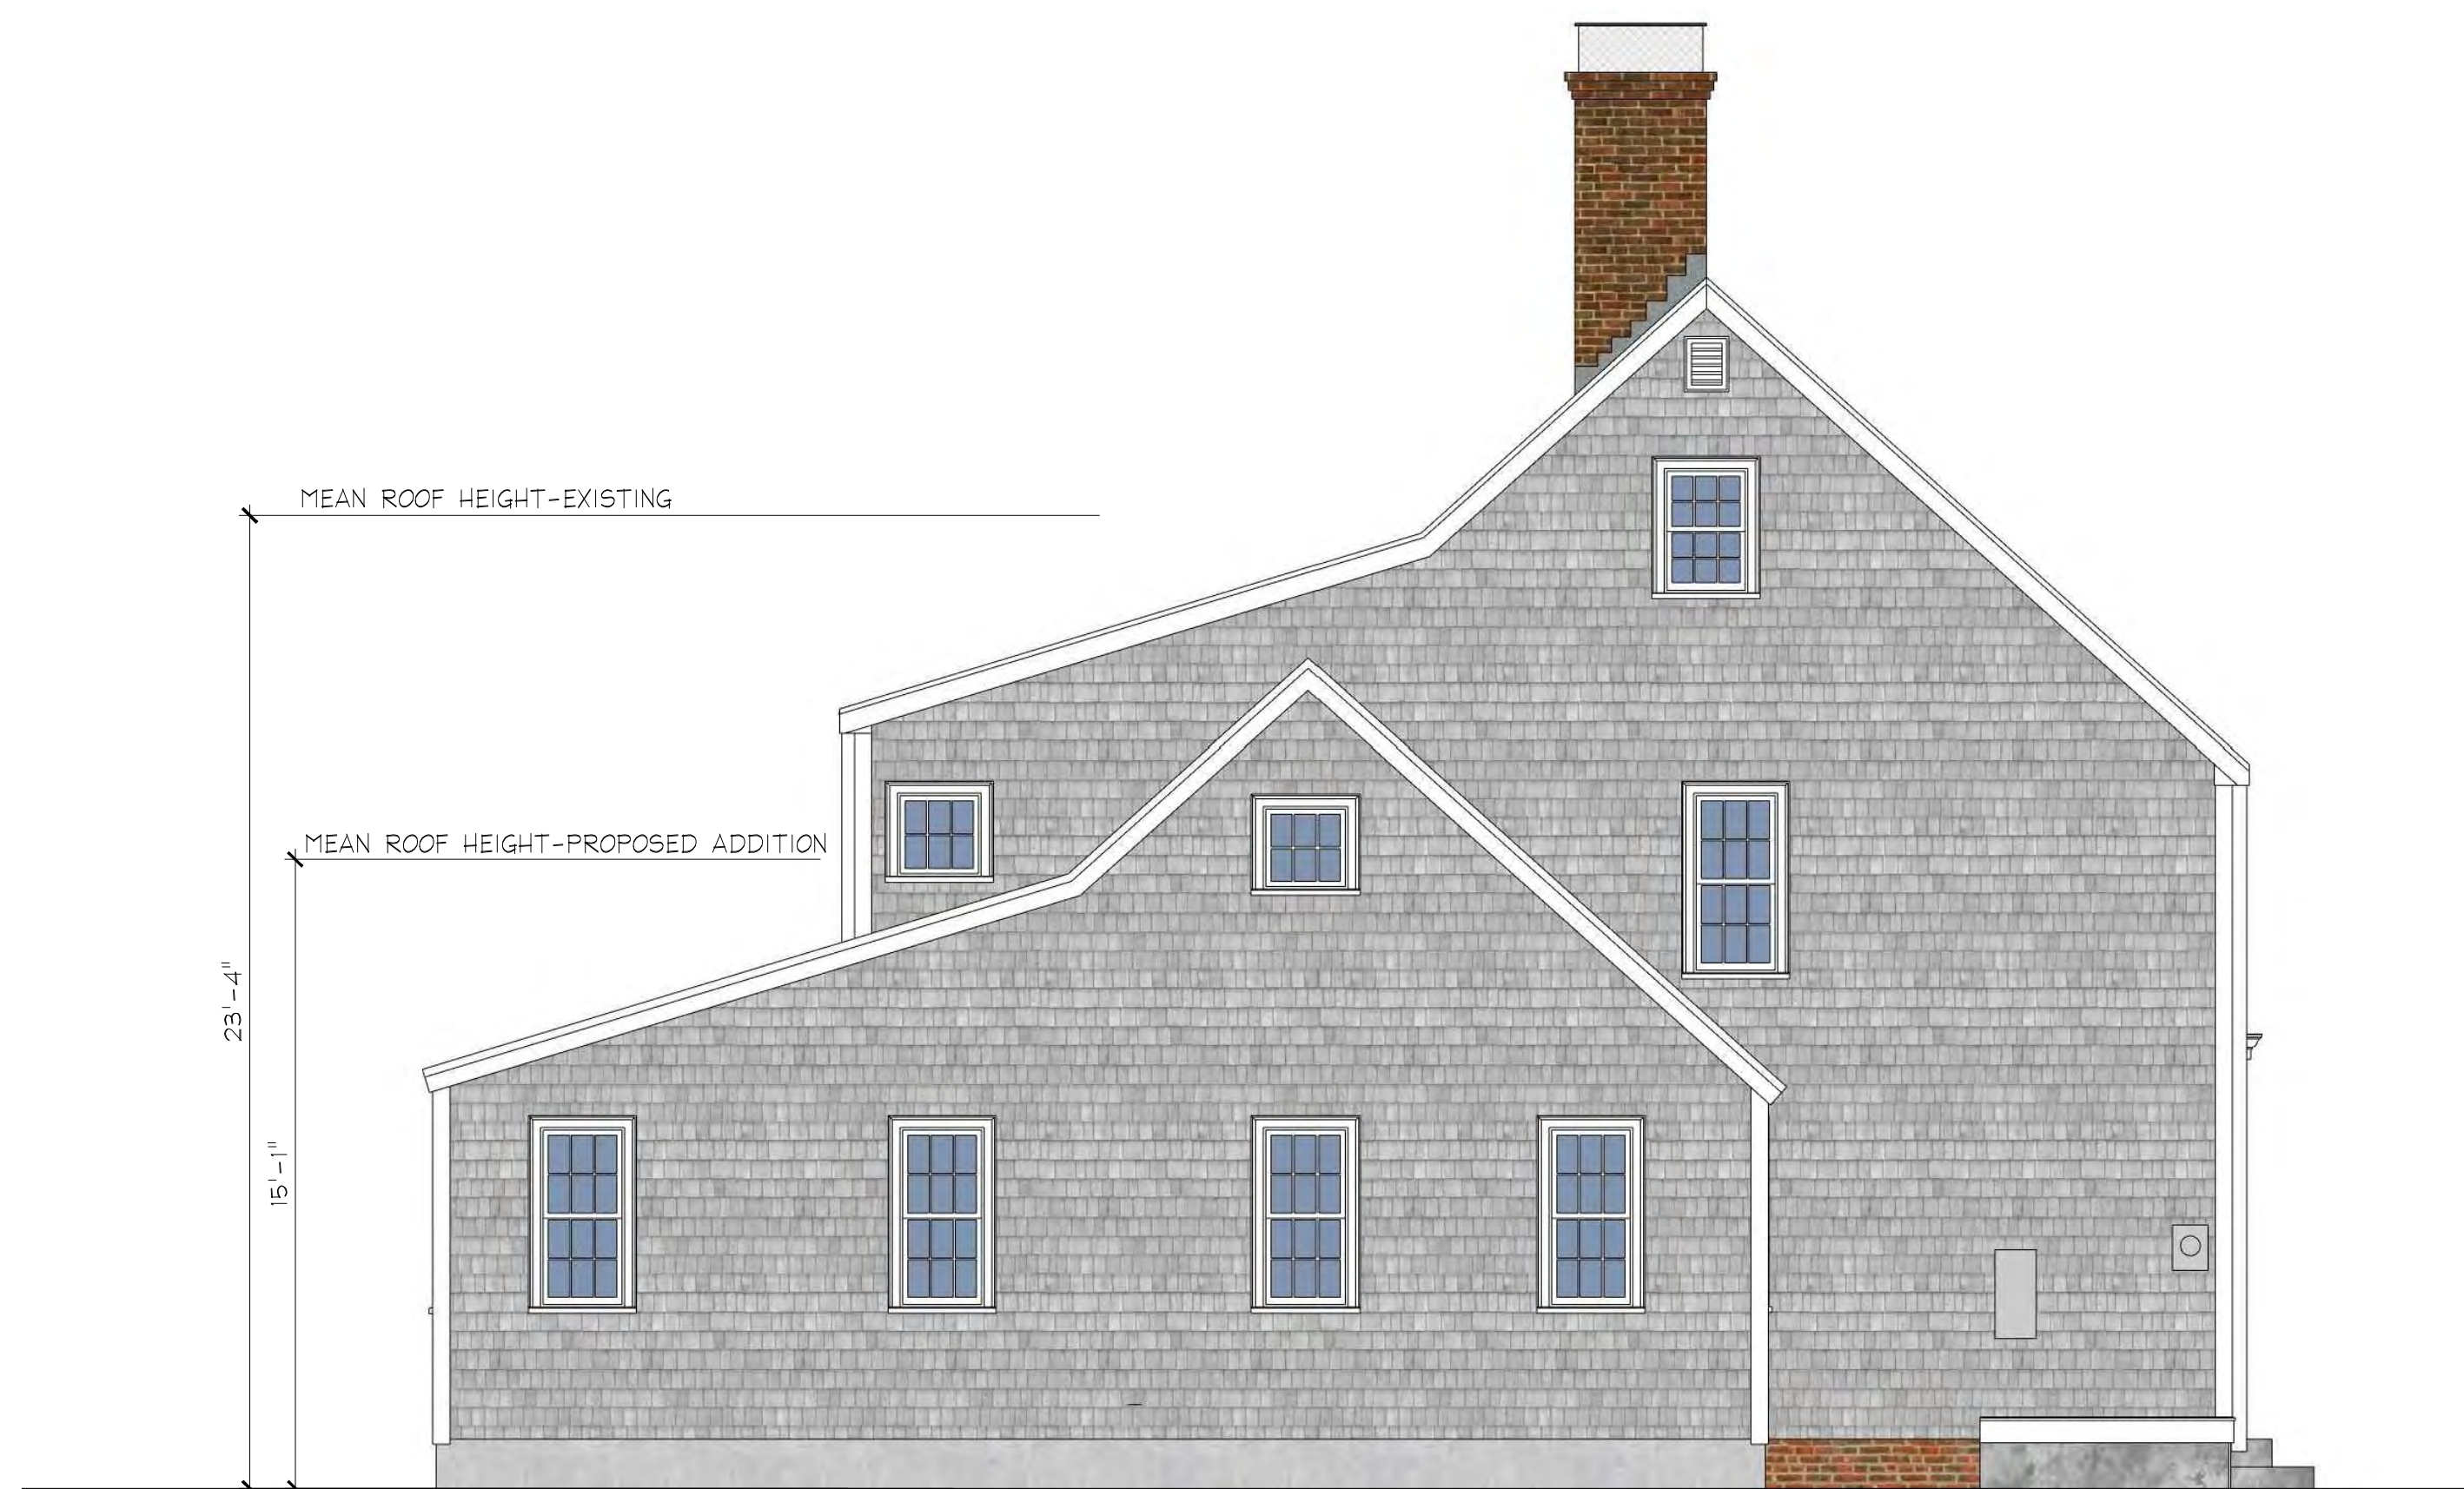 MEAN ROOF HEIGHT-EXISTING
MEAN ROOF HEIGHT-PROPOSED ADDITION
23'-4"
15'-1"